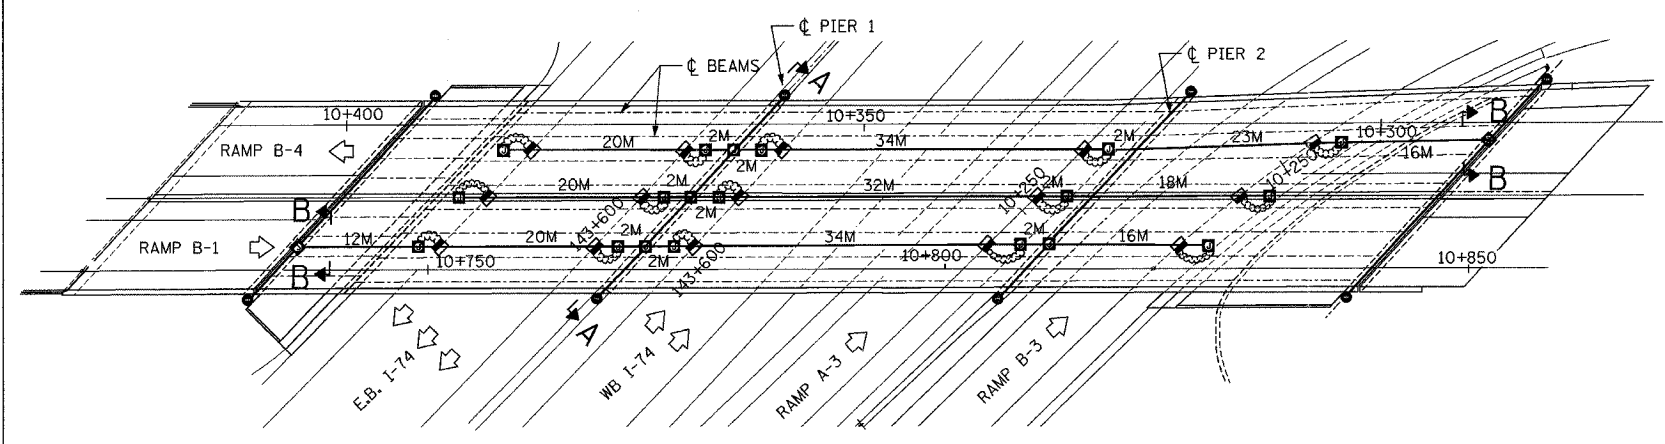 ℄ PIER 1
℄ BEAMS
℄ PIER 2
A
10+400
10+350
B
RAMP B-4
20M
2M
34M
2M
23M
10+300
16M
2M
10+250
B
20M
2M
32M
2M
18M
10+250
B
2M
143+600
RAMP B-1
12M
20M
2M
34M
2M
16M
B
10+750
2M
143+600
10+800
10+850
A
E.B. I-74
WB I-74
RAMP A-3
RAMP B-3